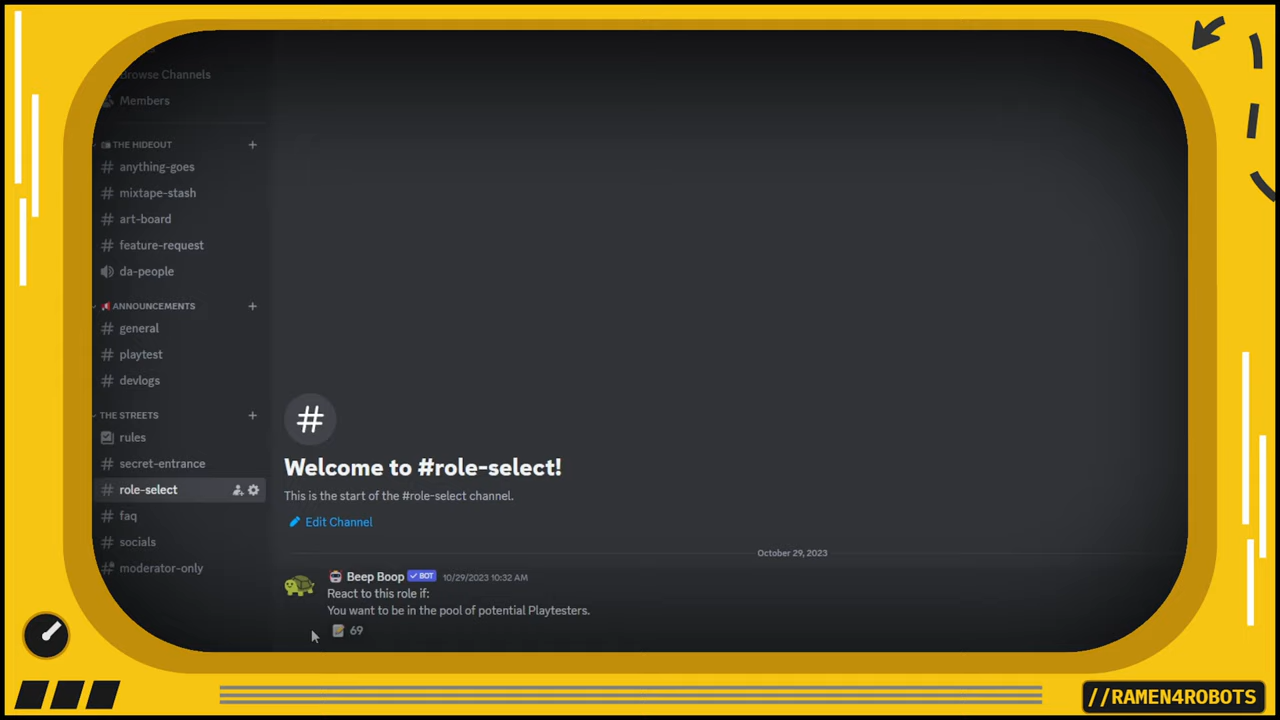 Browse Channels
Members
THE HIDEOUT
anything-goes
mixtape-stash
art-board
feature-request
da-people
ANNOUNCEMENTS
general
playtest
devlogs
THE STREETS
rules
secret-entrance
role-select
faq
socials
moderator-only
Welcome to #role-select!
This is the start of the #role-select channel.
Edit Channel
October 29, 2023
Beep Boop BOT 10/29/2023 10:32 AM
React to this role if:
You want to be in the pool of potential Playtesters.
69
//RAMEN4ROBOTS